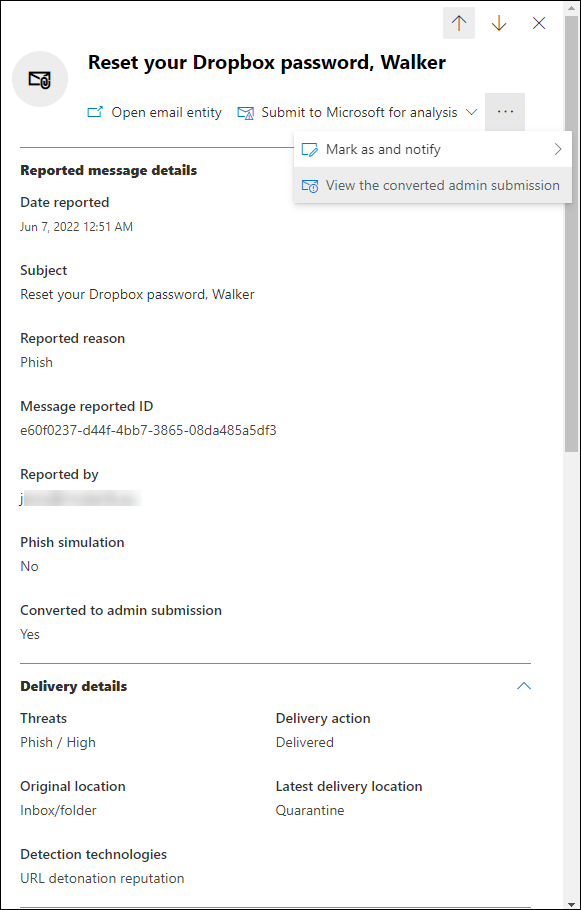 Reset your Dropbox password, Walker
Open email entity
Submit to Microsoft for analysis
Mark as and notify
View the converted admin submission
Reported message details
Date reported
Jun 7, 2022 12:51 AM
Subject
Reset your Dropbox password, Walker
Reported reason
Phish
Message reported ID
e60f0237-d44f-4bb7-3865-08da485a5df3
Reported by
Phish simulation
No
Converted to admin submission
Yes
Delivery details
Threats
Delivery action
Phish / High
Delivered
Original location
Latest delivery location
Inbox/folder
Quarantine
Detection technologies
URL detonation reputation